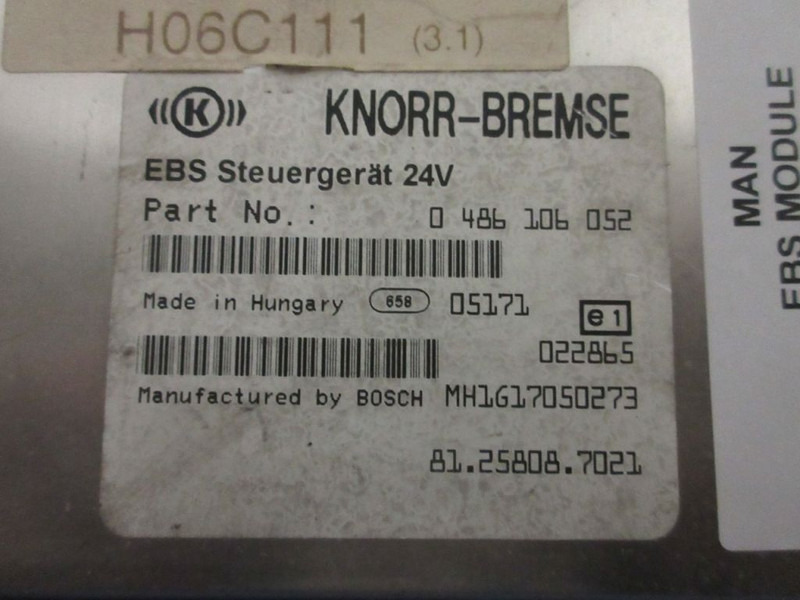 H06C111 (3.1)
((K)) KNORR-BREMSE
EBS Steuergerät 24V
Part No.: 0 486 106 052
Made in Hungary 658 05171 e1
022865
Manufactured by BOSCH MH1G17050273
81.25808.7021
MAN
EBS MODULE